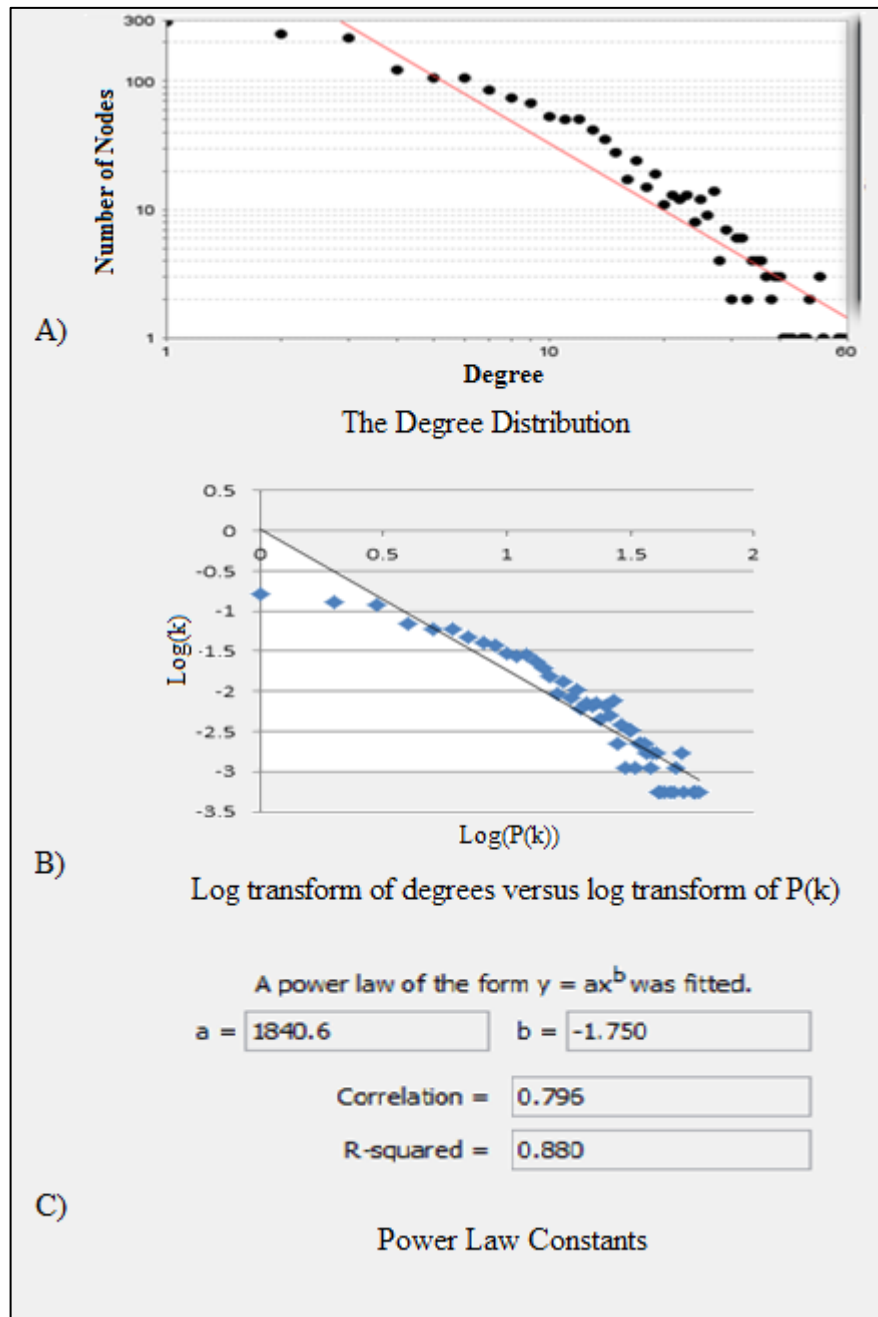 300
100
10
1
Number of Nodes
A)
1 10 60
Degree
The Degree Distribution
0.5
0
-0.5
-1
-1.5
-2
-2.5
-3
-3.5
0 0.5 1 1.5 2
Log(k)
Log(P(k))
B)
Log transform of degrees versus log transform of P(k)
A power law of the form y = ax^b was fitted.
a = 1840.6 b = -1.750
Correlation = 0.796
R-squared = 0.880
C)
Power Law Constants